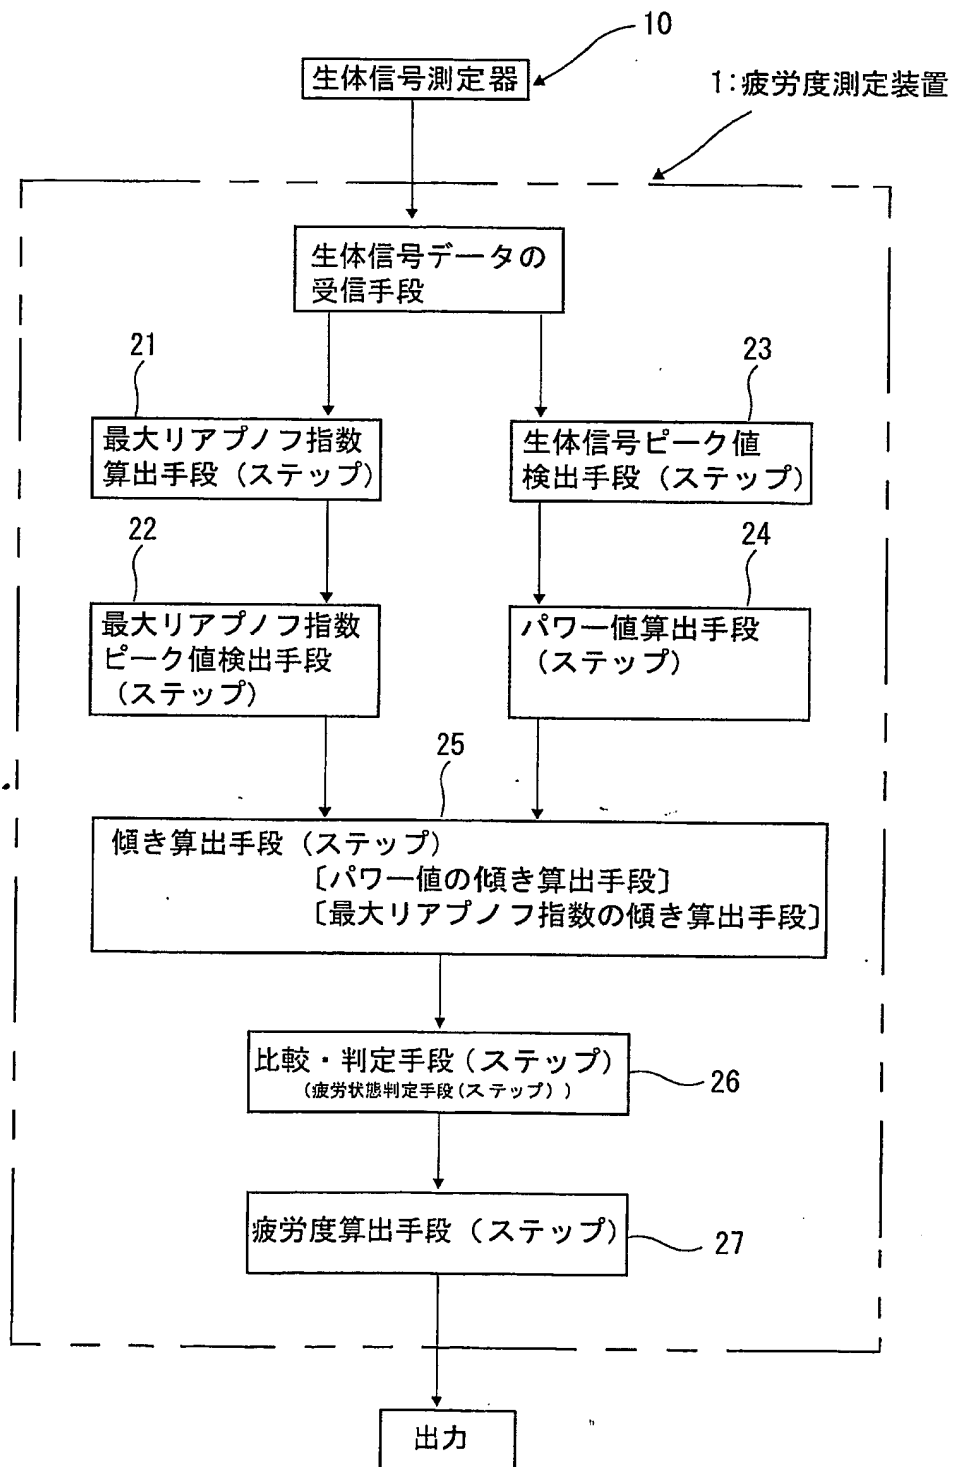 10
生体信号測定器
1:疲労度測定装置
生体信号データの
受信手段
21
23
最大リアプノフ指数
算出手段（ステップ）
生体信号ピーク値
検出手段（ステップ）
22
24
最大リアプノフ指数
ピーク値検出手段
（ステップ）
パワー値算出手段
（ステップ）
25
傾き算出手段（ステップ）
〔パワー値の傾き算出手段〕
〔最大リアプノフ指数の傾き算出手段〕
比較・判定手段（ステップ）
（疲労状態判定手段（ステップ））
26
疲労度算出手段（ステップ）
27
出力